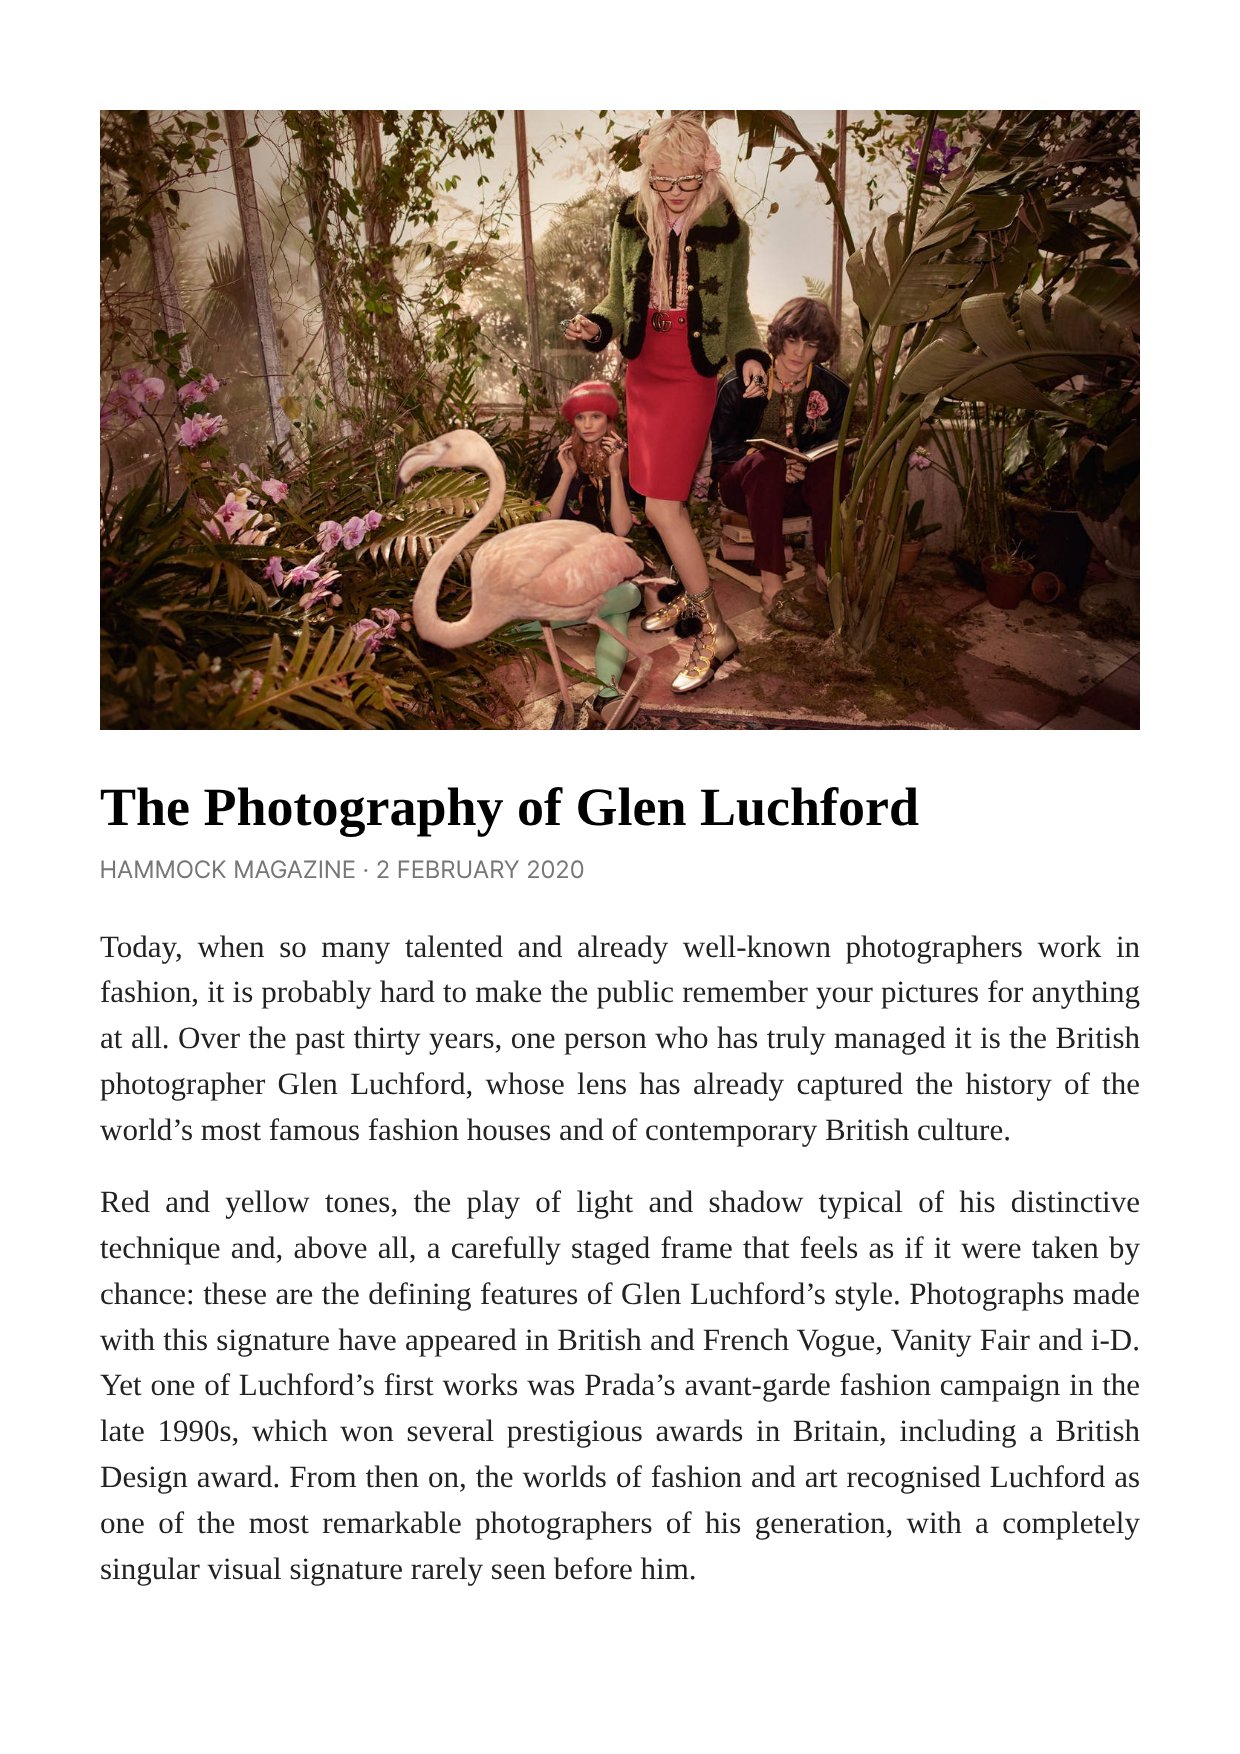 The Photography of Glen Luchford
HAMMOCK MAGAZINE · 2 FEBRUARY 2020
Today, when so many talented and already well-known photographers work in
fashion, it is probably hard to make the public remember your pictures for anything
at all. Over the past thirty years, one person who has truly managed it is the British
photographer Glen Luchford, whose lens has already captured the history of the
world’s most famous fashion houses and of contemporary British culture.
Red and yellow tones, the play of light and shadow typical of his distinctive
technique and, above all, a carefully staged frame that feels as if it were taken by
chance: these are the defining features of Glen Luchford’s style. Photographs made
with this signature have appeared in British and French Vogue, Vanity Fair and i-D.
Yet one of Luchford’s first works was Prada’s avant-garde fashion campaign in the
late 1990s, which won several prestigious awards in Britain, including a British
Design award. From then on, the worlds of fashion and art recognised Luchford as
one of the most remarkable photographers of his generation, with a completely
singular visual signature rarely seen before him.